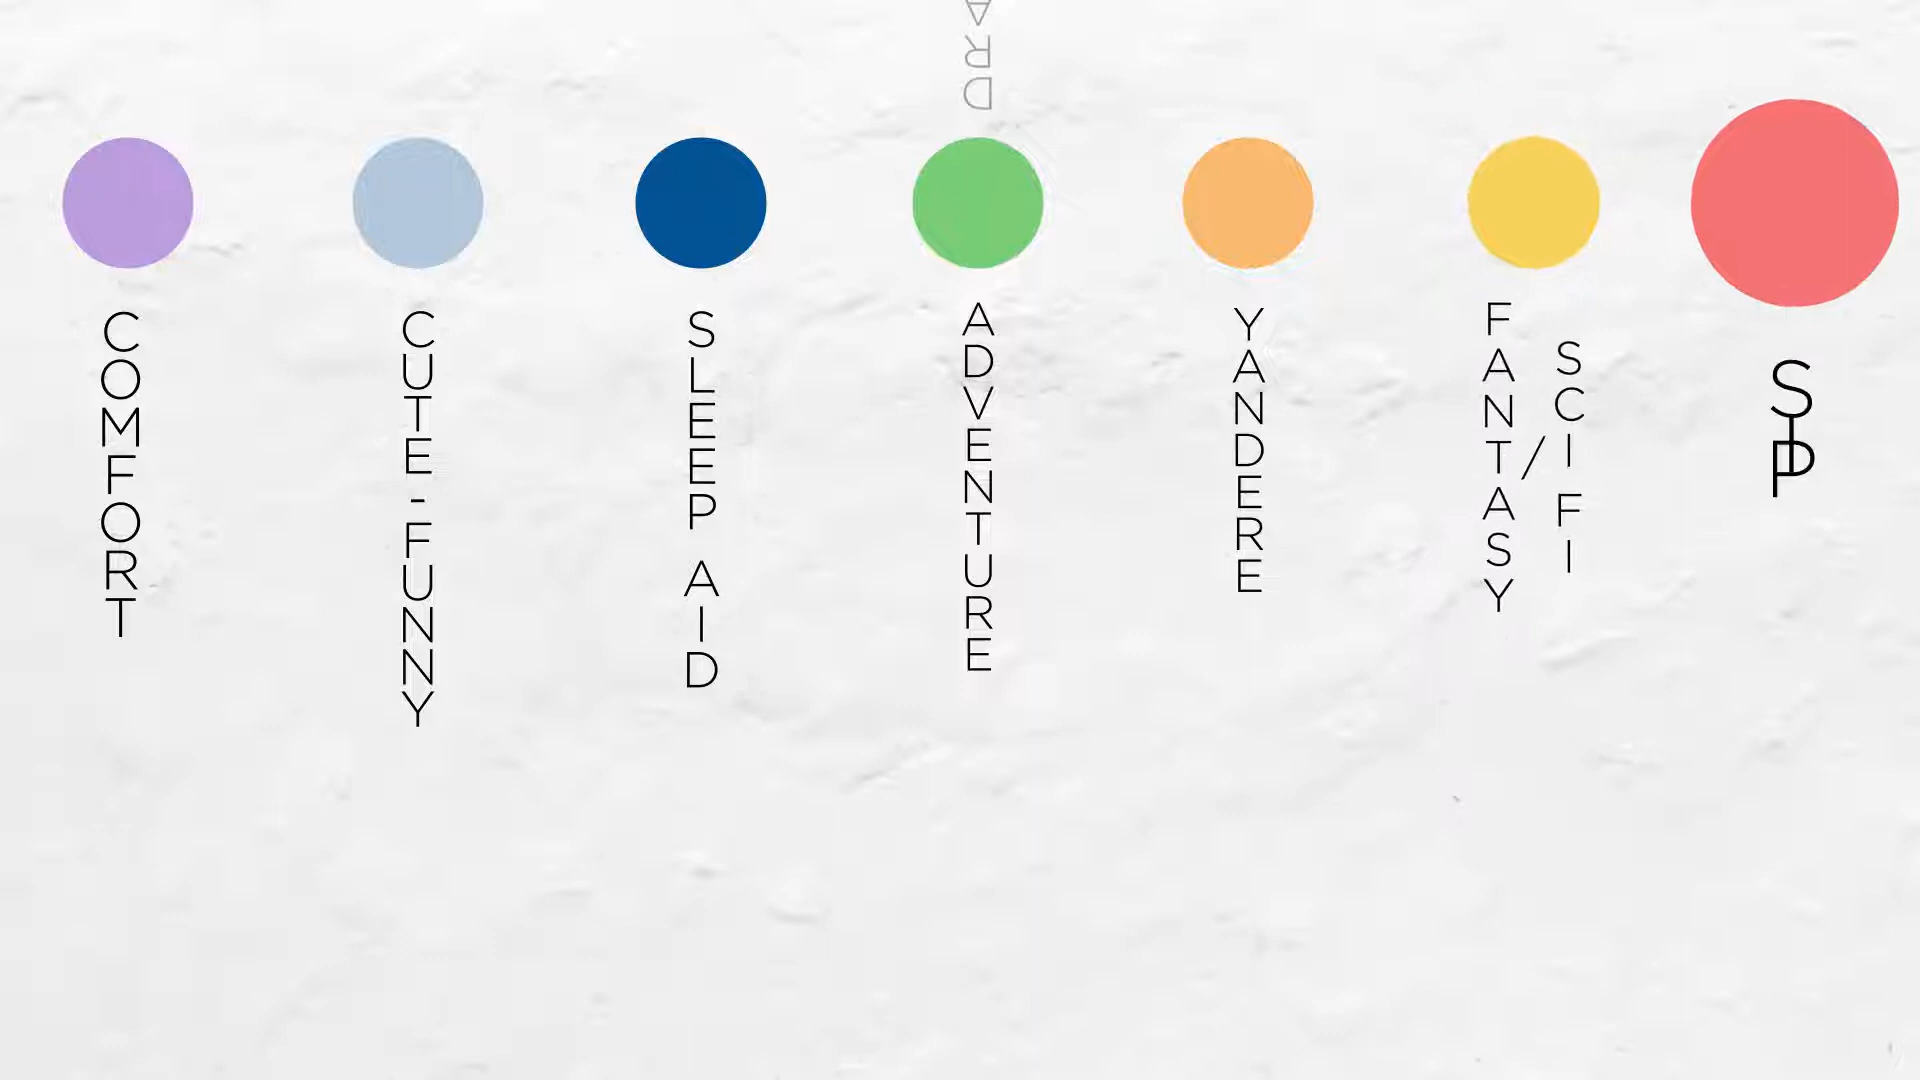 COMFORT
CUTE-FUNNY
SLEEP AID
ADVENTURE
YANDERE
FANTASY/
SCI FI